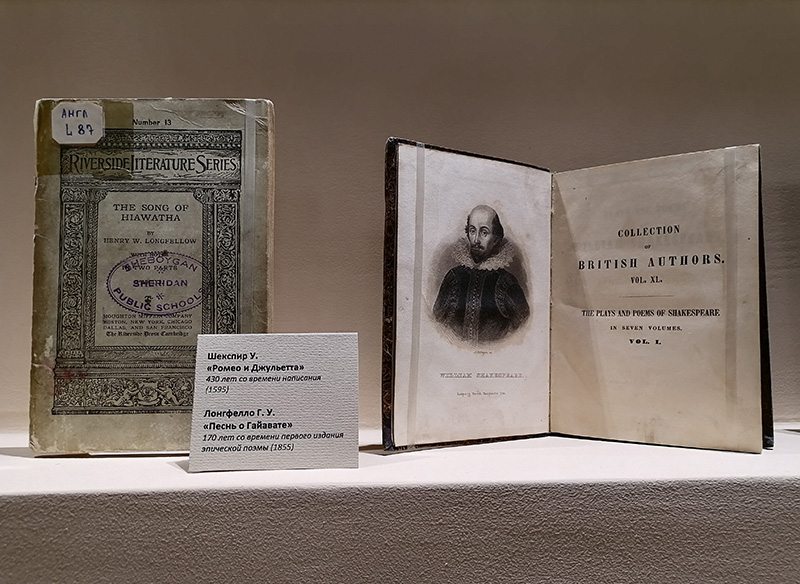 АНГЛ
L 87
Number 13
RIVERSIDE LITERATURE SERIES
THE SONG OF
HIAWATHA
BY
HENRY W. LONGFELLOW
IN TWO PARTS
SHEBOYGAN
SHERIDAN
PUBLIC SCHOOLS
HOUGHTON MIFFLIN COMPANY
BOSTON, NEW YORK, CHICAGO
DALLAS, AND SAN FRANCISCO
The Riverside Press Cambridge
Шекспир У.
«Ромео и Джульетта»
430 лет со времени написания
(1595)
Лонгфелло Г. У.
«Песнь о Гайавате»
170 лет со времени первого издания
эпической поэмы (1855)
WILLIAM SHAKESPEARE
COLLECTION
OF
BRITISH AUTHORS.
VOL. XL.
THE PLAYS AND POEMS OF SHAKESPEARE
IN SEVEN VOLUMES.
VOL. I.